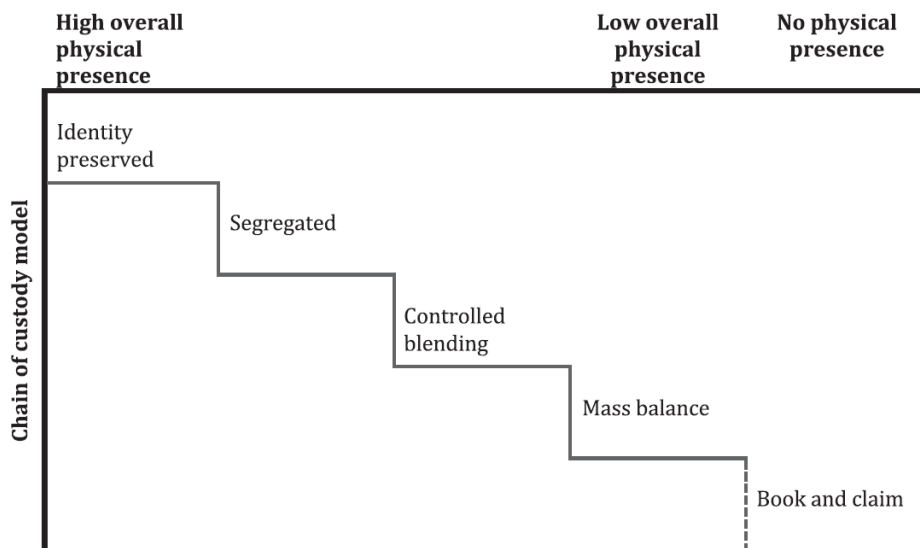 High overall
physical
presence
Low overall
physical
presence
No physical
presence
Chain of custody model
Identity
preserved
Segregated
Controlled
blending
Mass balance
Book and claim